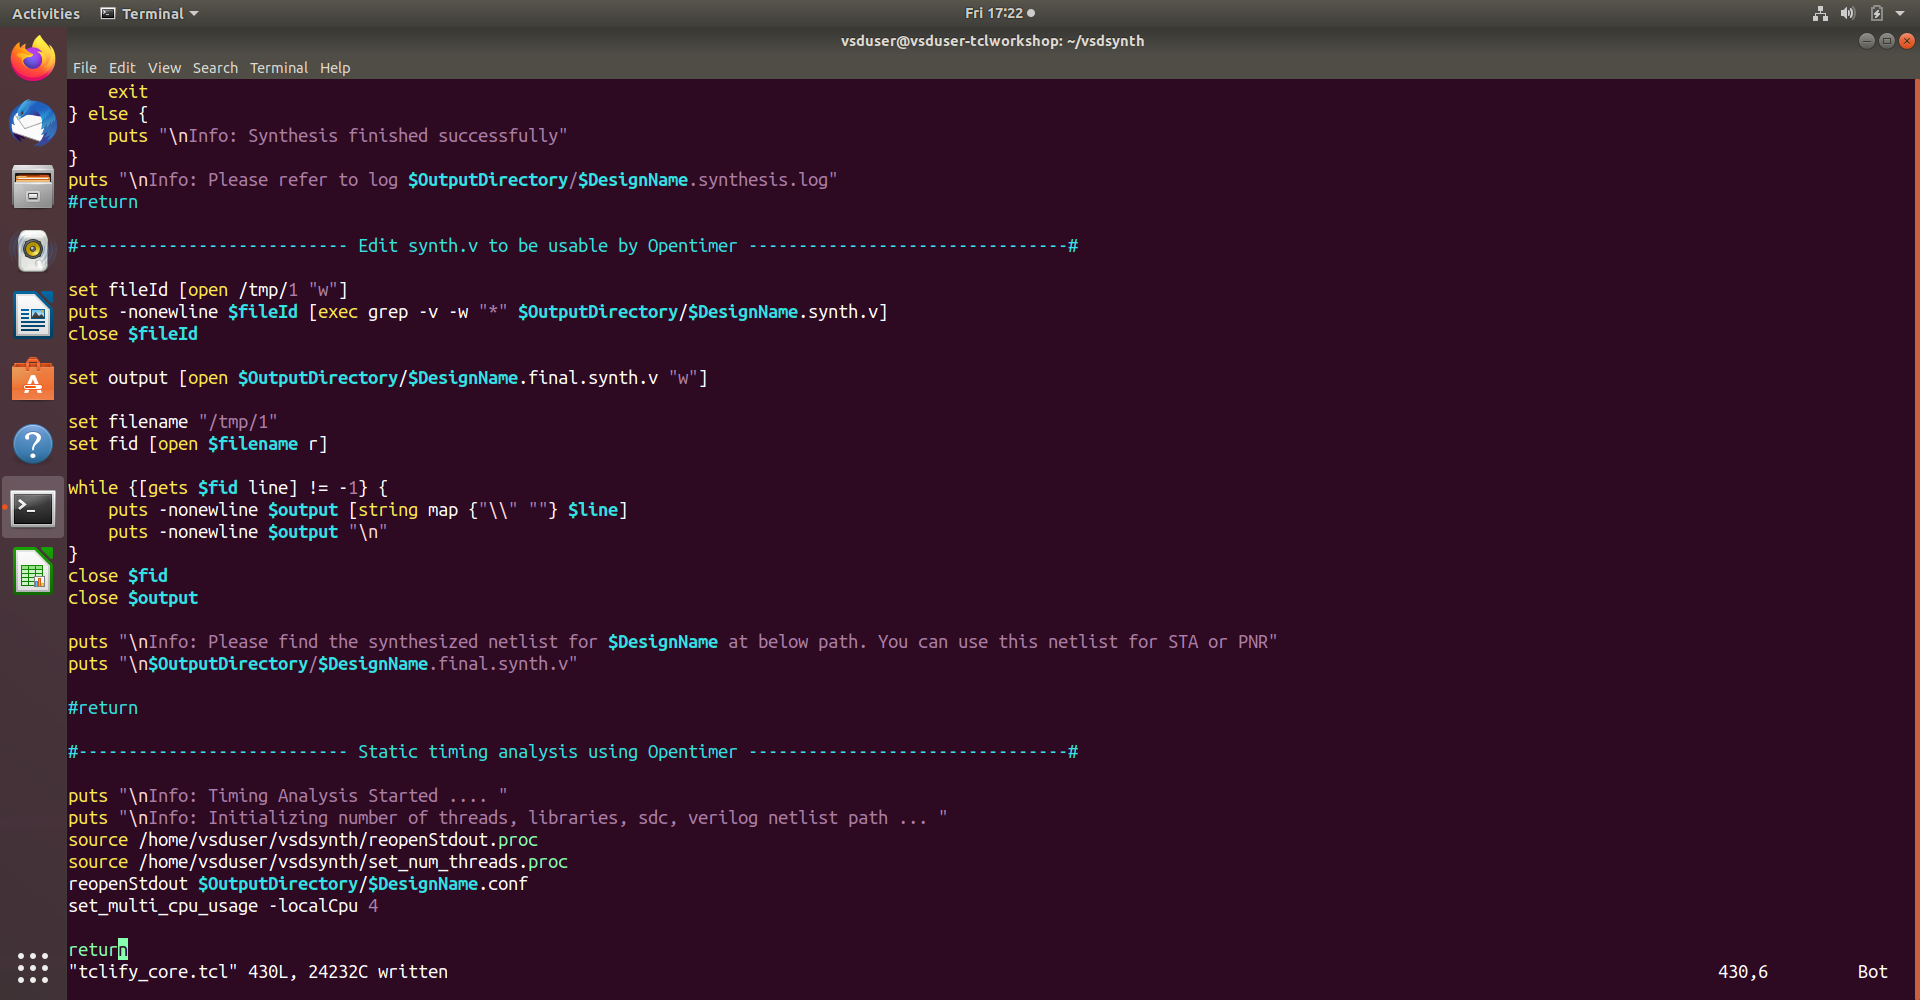 Activities
Terminal
Fri 17:22
vsduser@vsduser-tclworkshop: ~/vsdsynth
File Edit View Search Terminal Help
    exit
} else {
    puts "\nInfo: Synthesis finished successfully"
}
puts "\nInfo: Please refer to log $OutputDirectory/$DesignName.synthesis.log"
#return
#--------------------------- Edit synth.v to be usable by Opentimer --------------------------------#
set fileId [open /tmp/1 "w"]
puts -nonewline $fileId [exec grep -v -w "*" $OutputDirectory/$DesignName.synth.v]
close $fileId
set output [open $OutputDirectory/$DesignName.final.synth.v "w"]
set filename "/tmp/1"
set fid [open $filename r]
while {[gets $fid line] != -1} {
    puts -nonewline $output [string map {"\\" ""} $line]
    puts -nonewline $output "\n"
}
close $fid
close $output
puts "\nInfo: Please find the synthesized netlist for $DesignName at below path. You can use this netlist for STA or PNR"
puts "\n$OutputDirectory/$DesignName.final.synth.v"
#return
#--------------------------- Static timing analysis using Opentimer --------------------------------#
puts "\nInfo: Timing Analysis Started .... "
puts "\nInfo: Initializing number of threads, libraries, sdc, verilog netlist path ... "
source /home/vsduser/vsdsynth/reopenStdout.proc
source /home/vsduser/vsdsynth/set_num_threads.proc
reopenStdout $OutputDirectory/$DesignName.conf
set_multi_cpu_usage -localCpu 4
return
"tclify_core.tcl" 430L, 24232C written 430,6 Bot